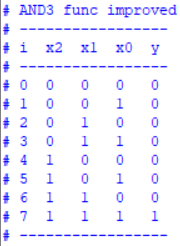 # AND3 func improved
# -----------------
# i  x2  x1  x0  y
# -----------------
# 0  0   0   0   0
# 1  0   0   1   0
# 2  0   1   0   0
# 3  0   1   1   0
# 4  1   0   0   0
# 5  1   0   1   0
# 6  1   1   0   0
# 7  1   1   1   1
# -----------------